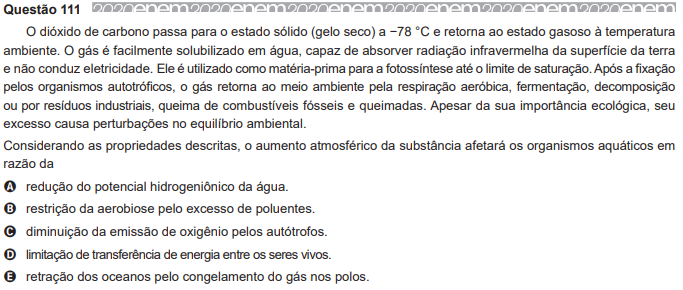 Questão 111 2020enem2020enem2020enem2020enem2020enem2020enem
O dióxido de carbono passa para o estado sólido (gelo seco) a −78 °C e retorna ao estado gasoso à temperatura
ambiente. O gás é facilmente solubilizado em água, capaz de absorver radiação infravermelha da superfície da terra
e não conduz eletricidade. Ele é utilizado como matéria-prima para a fotossíntese até o limite de saturação. Após a fixação
pelos organismos autotróficos, o gás retorna ao meio ambiente pela respiração aeróbica, fermentação, decomposição
ou por resíduos industriais, queima de combustíveis fósseis e queimadas. Apesar da sua importância ecológica, seu
excesso causa perturbações no equilíbrio ambiental.
Considerando as propriedades descritas, o aumento atmosférico da substância afetará os organismos aquáticos em
razão da
A redução do potencial hidrogeniônico da água.
B restrição da aerobiose pelo excesso de poluentes.
C diminuição da emissão de oxigênio pelos autótrofos.
D limitação de transferência de energia entre os seres vivos.
E retração dos oceanos pelo congelamento do gás nos polos.